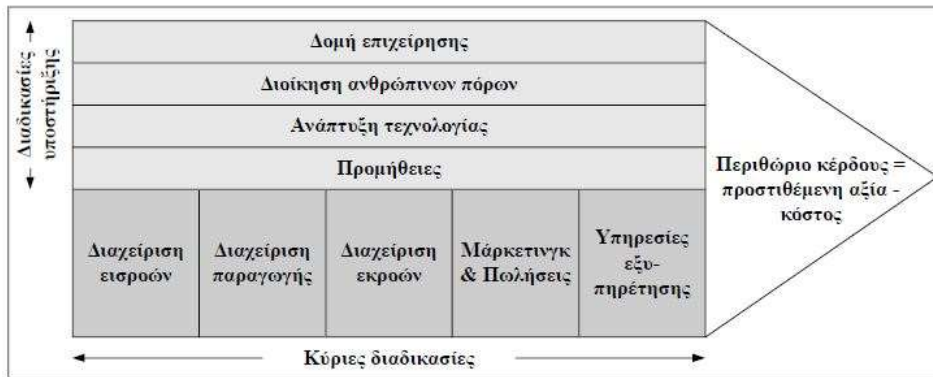 Διαδικασίες
υποστήριξης
Δομή επιχείρησης
Διοίκηση ανθρώπινων πόρων
Ανάπτυξη τεχνολογίας
Προμήθειες
Διαχείριση
εισροών
Διαχείριση
παραγωγής
Διαχείριση
εκροών
Μάρκετινγκ
& Πωλήσεις
Υπηρεσίες
εξυ-
πηρέτησης
Περιθώριο κέρδους =
προστιθέμενη αξία -
κόστος
Κύριες διαδικασίες